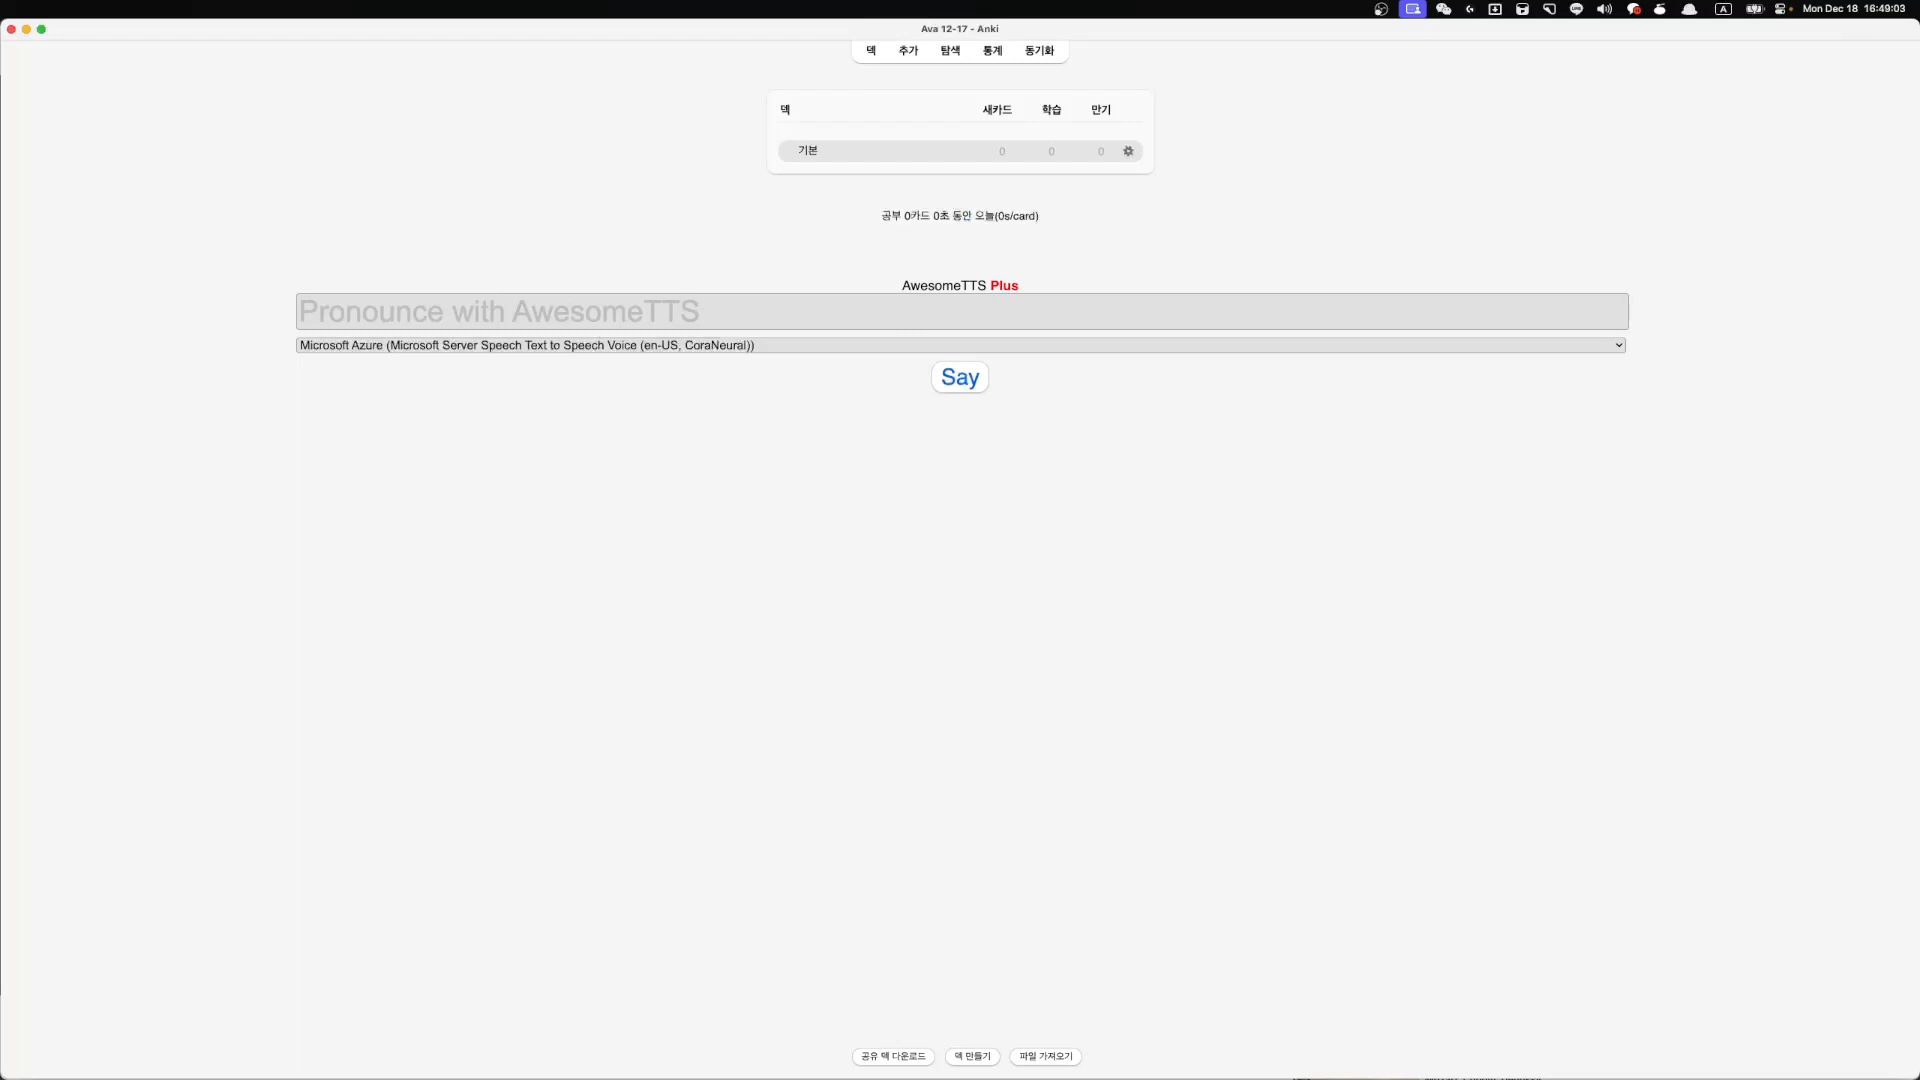 Mon Dec 18 16:49:03
Ava 12-17 - Anki
덱 추가 탐색 통계 동기화
덱 새카드 학습 만기
기본 0 0 0
공부 0카드 0초 동안 오늘(0s/card)
AwesomeTTS Plus
Pronounce with AwesomeTTS
Microsoft Azure (Microsoft Server Speech Text to Speech Voice (en-US, CoraNeural))
Say
공유 덱 다운로드 덱 만들기 파일 가져오기